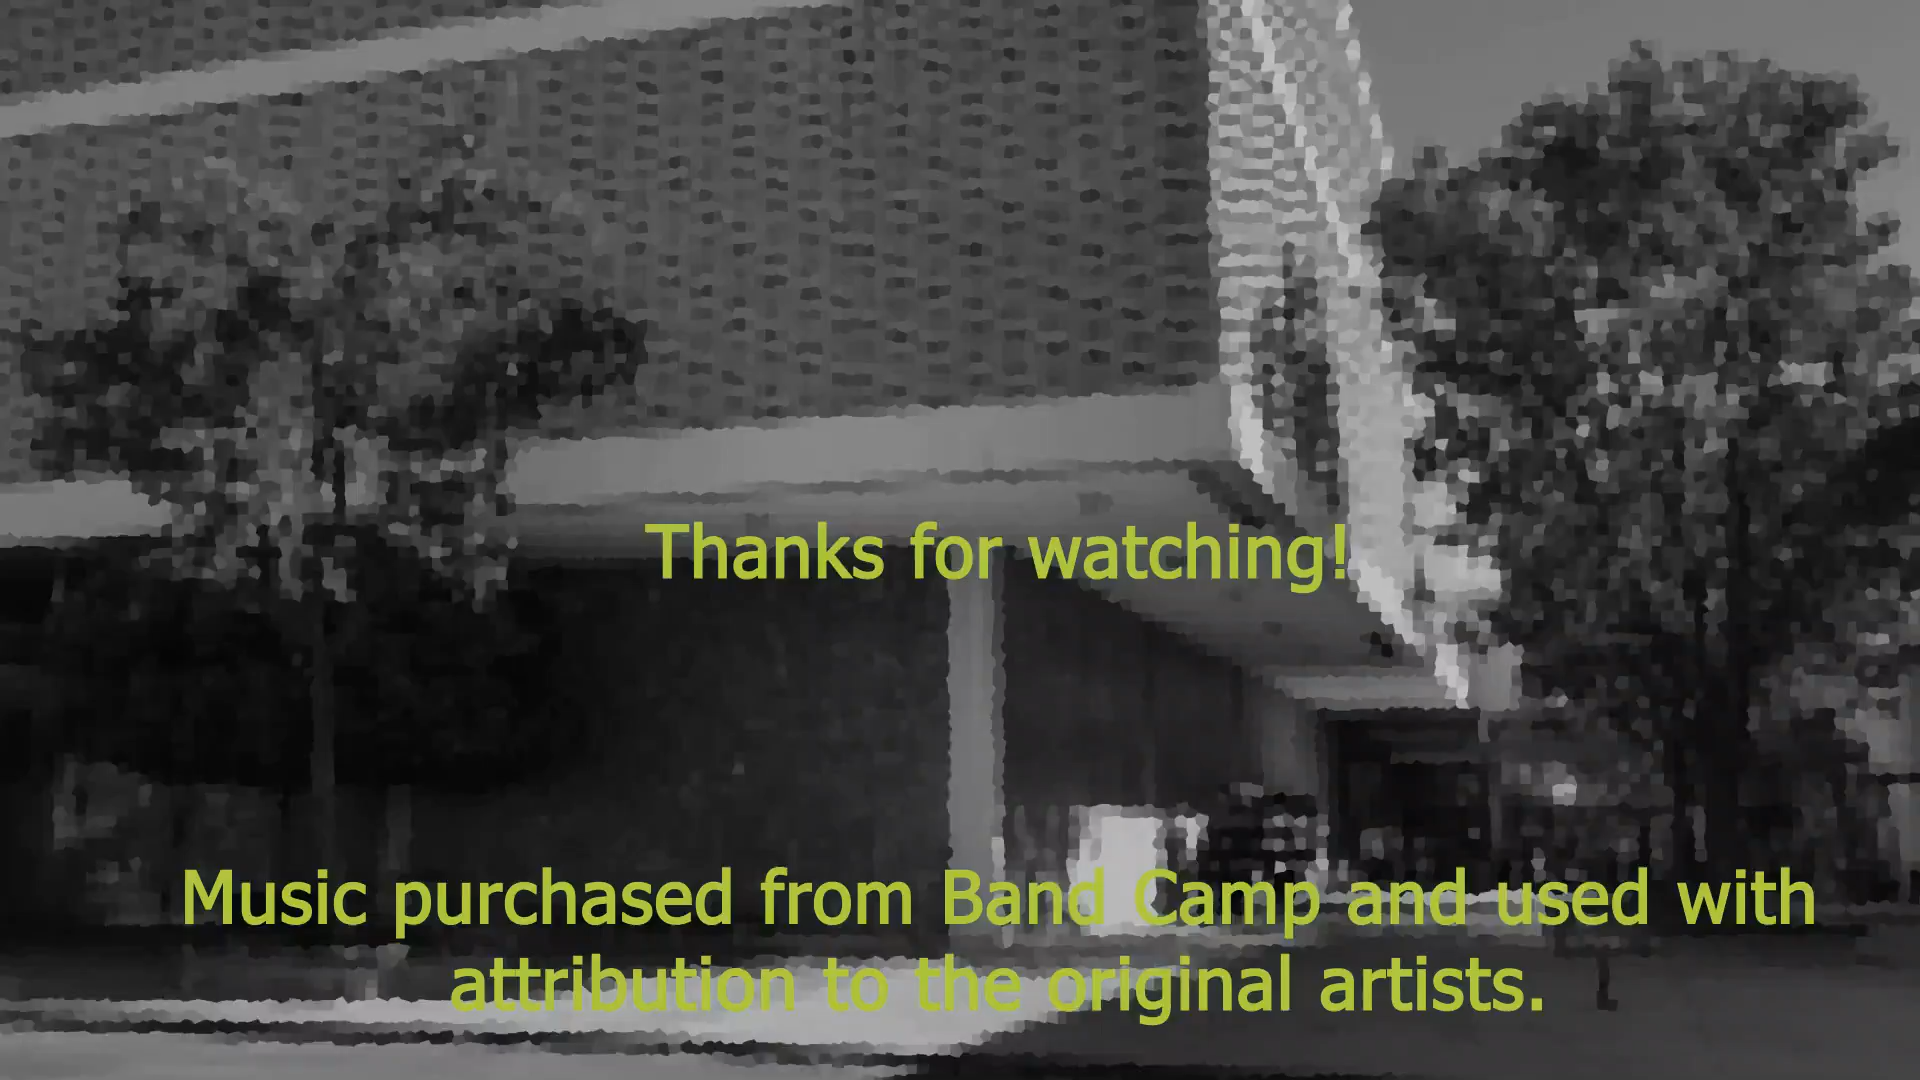 Thanks for watching!
Music purchased from Band Camp and used with
attribution to the original artists.